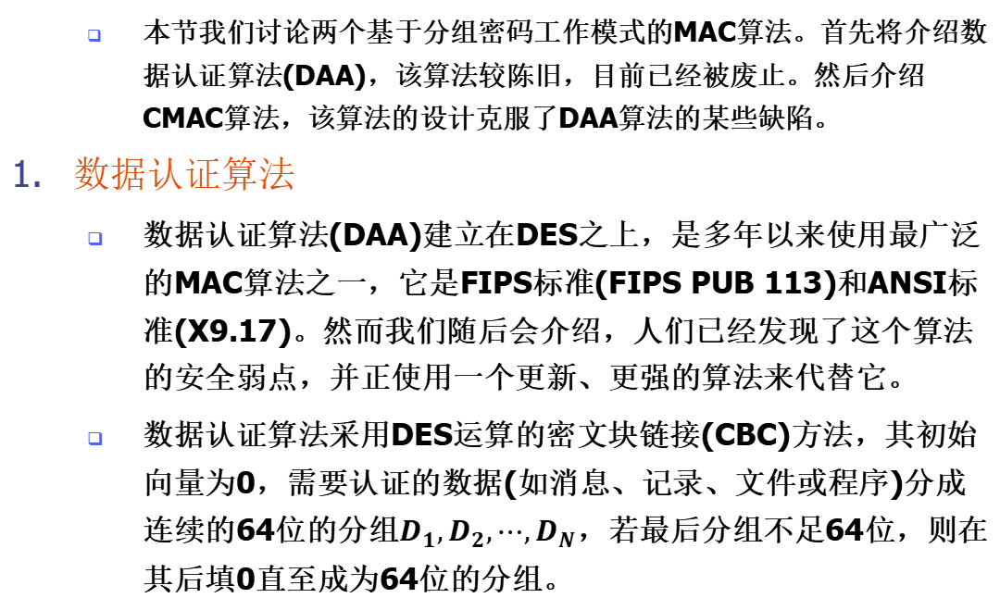 本节我们讨论两个基于分组密码工作模式的MAC算法。首先将介绍数
据认证算法(DAA)，该算法较陈旧，目前已经被废止。然后介绍
CMAC算法，该算法的设计克服了DAA算法的某些缺陷。
1. 数据认证算法
数据认证算法(DAA)建立在DES之上，是多年以来使用最广泛
的MAC算法之一，它是FIPS标准(FIPS PUB 113)和ANSI标
准(X9.17)。然而我们随后会介绍，人们已经发现了这个算法
的安全弱点，并正使用一个更新、更强的算法来代替它。
数据认证算法采用DES运算的密文块链接(CBC)方法，其初始
向量为0，需要认证的数据(如消息、记录、文件或程序)分成
连续的64位的分组D₁, D₂, ⋯, D_N，若最后分组不足64位，则在
其后填0直至成为64位的分组。